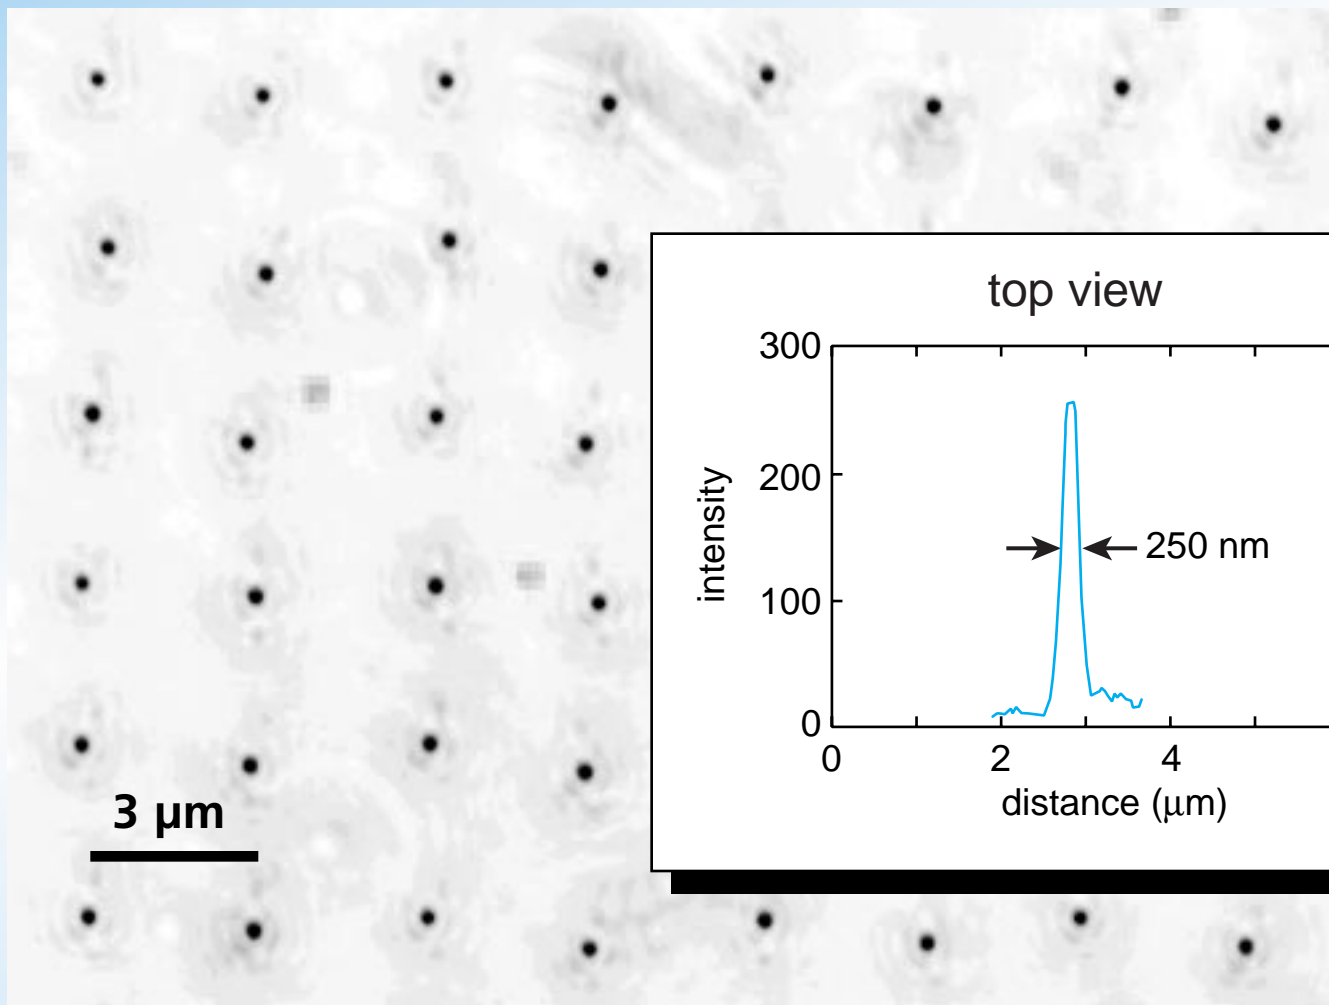 top view
300
200
100
0
intensity
250 nm
0 2 4
distance (μm)
3 μm